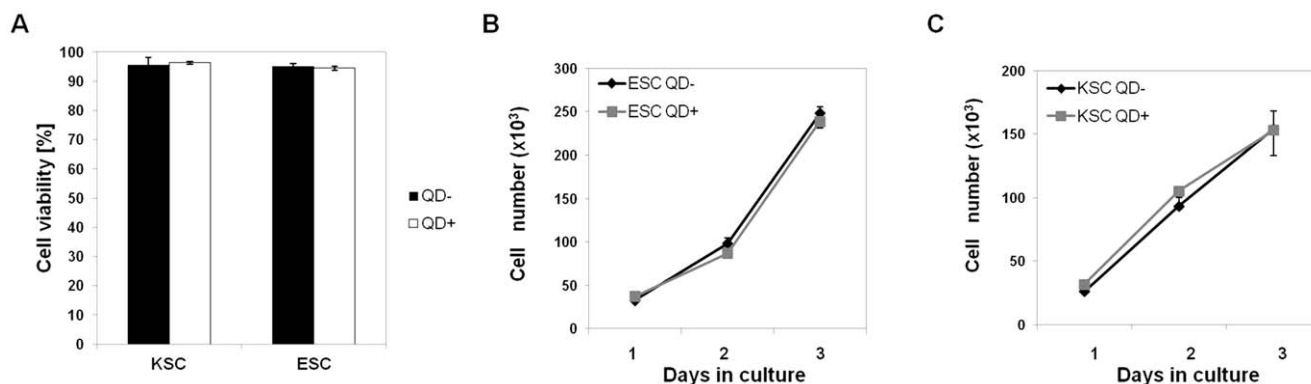 A
100
90
80
70
60
50
40
30
20
10
0
Cell viability [%]
KSC
ESC
QD-
QD+
B
300
250
200
150
100
50
0
Cell number (x10³)
ESC QD-
ESC QD+
1 2 3
Days in culture
C
200
150
100
50
0
Cell number (x10³)
KSC QD-
KSC QD+
1 2 3
Days in culture